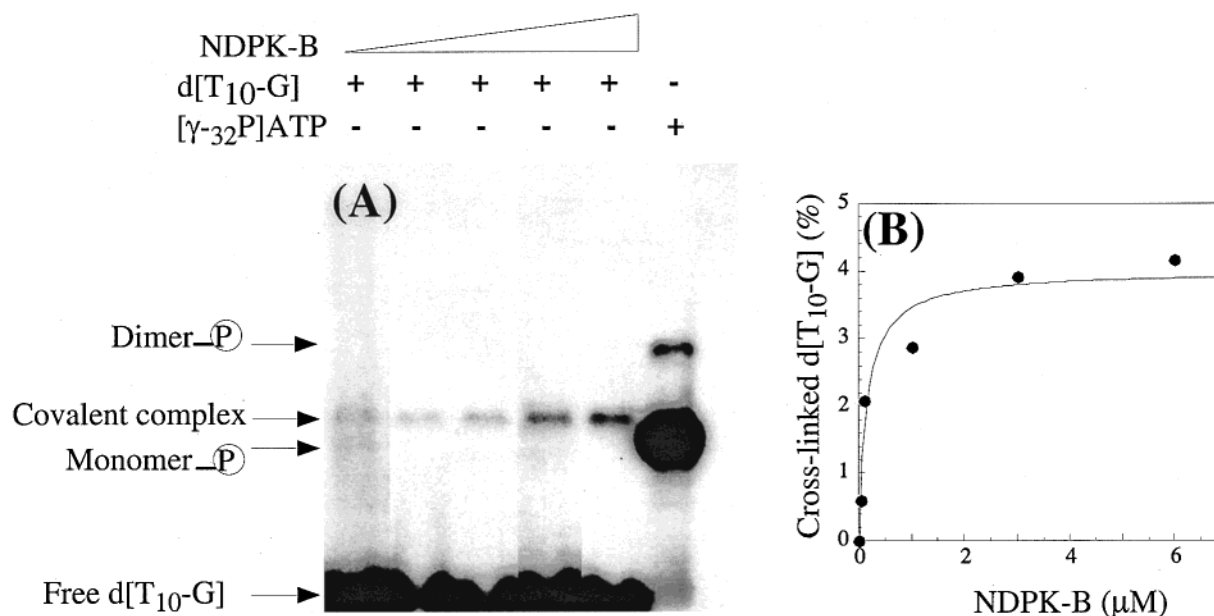 NDPK-B
d[T10-G] + + + + + -
[γ-32P]ATP - - - - - +
(A)
Dimer_P
Covalent complex
Monomer_P
Free d[T10-G]
(B)
Cross-linked d[T10-G] (%)
5
4
3
2
1
0
0 2 4 6
NDPK-B (μM)